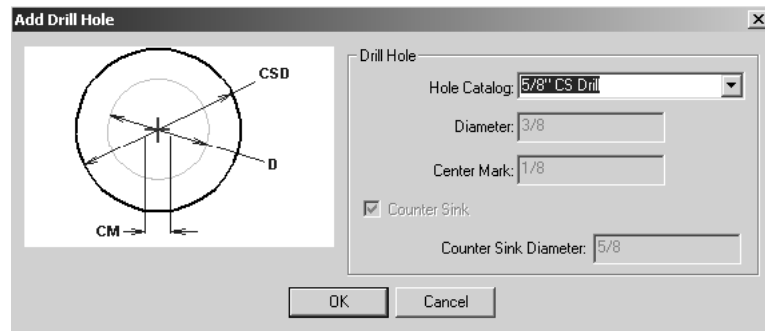 Add Drill Hole
CSD
D
CM
Drill Hole
Hole Catalog: 5/8" CS Drill
Diameter: 3/8
Center Mark: 1/8
Counter Sink
Counter Sink Diameter: 5/8
OK
Cancel